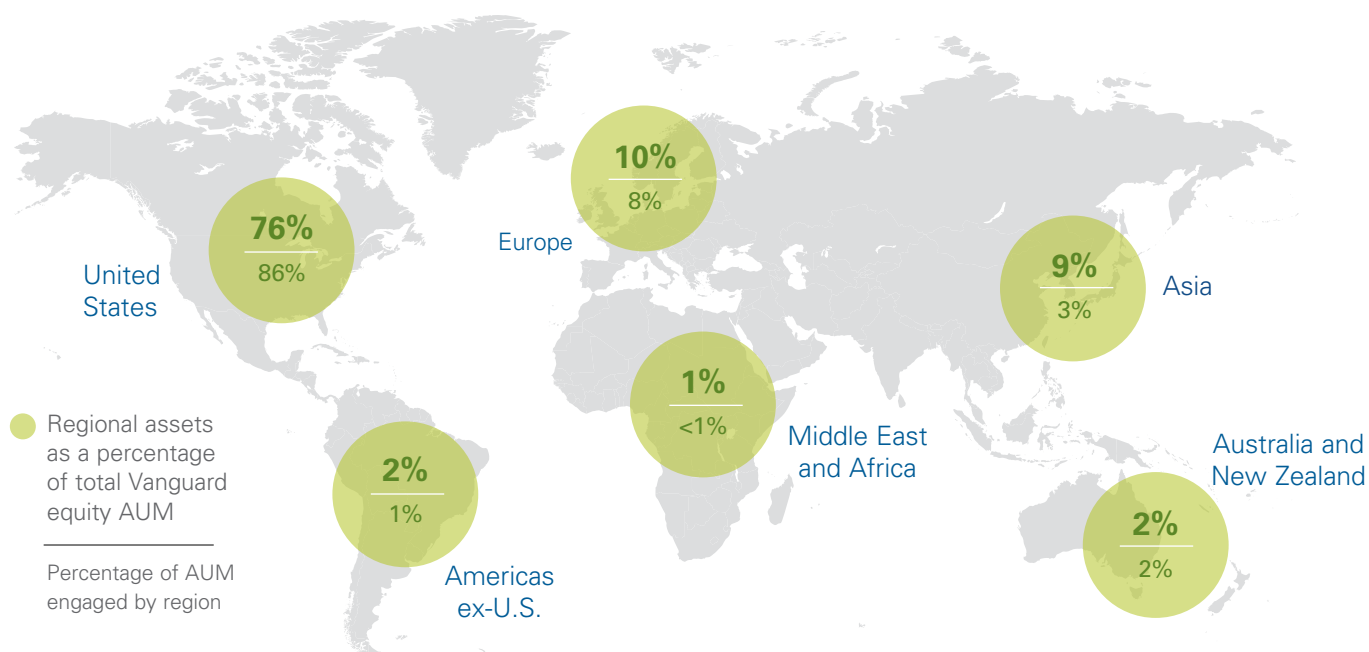 10%
8%
Europe
76%
86%
United
States
9%
3%
Asia
1%
<1%
Middle East
and Africa
Regional assets
as a percentage
of total Vanguard
equity AUM
Percentage of AUM
engaged by region
2%
1%
Americas
ex-U.S.
Australia and
New Zealand
2%
2%